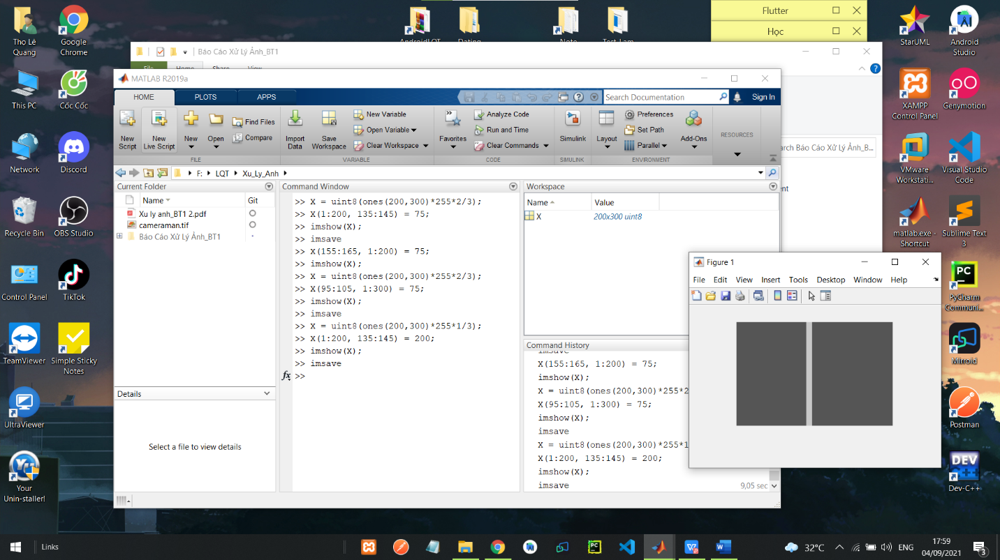 Tho Lê
Quang
Google
Chrome
This PC
Cốc Cốc
Network
Discord
Recycle Bin
OBS Studio
Control Panel
TikTok
TeamViewer
Simple Sticky
Notes
UltraViewer
Your
Unin-staller!
AndroidLQT
Dating
Note
Test-Lam
Flutter
Học
StarUML
Android
Studio
XAMPP
Control Panel
Genymotion
VMware
Workstati...
Visual Studio
Code
matlab.exe -
Shortcut
Sublime Text
3
PC
PyCharm
Communi...
Mirroid
Postman
DEV
C++
Dev-C++
Báo Cáo Xử Lý Ảnh_BT1
File
Home
Share
View
arch Báo Cáo Xử Lý Ảnh_B...
MATLAB R2019a
HOME
PLOTS
APPS
Search Documentation
Sign In
New
Script
New
Live Script
New
Open
Find Files
Compare
FILE
Import
Data
Save
Workspace
New Variable
Open Variable
Clear Workspace
VARIABLE
Favorites
Analyze Code
Run and Time
Clear Commands
CODE
Simulink
SIMULINK
Layout
Preferences
Set Path
Parallel
Add-Ons
ENVIRONMENT
RESOURCES
F: LQT Xu_Ly_Anh
Current Folder
Name
Git
Xu ly anh_BT1 2.pdf
cameraman.tif
Báo Cáo Xử Lý Ảnh_BT1
Details
Select a file to view details
Command Window
>> X = uint8(ones(200,300)*255*2/3);
>> X(1:200, 135:145) = 75;
>> imshow(X);
>> imsave
>> X(155:165, 1:200) = 75;
>> imshow(X);
>> X = uint8(ones(200,300)*255*2/3);
>> X(95:105, 1:300) = 75;
>> imshow(X);
>> imsave
>> X = uint8(ones(200,300)*255*1/3);
>> X(1:200, 135:145) = 200;
>> imshow(X);
>> imsave
fx >>
Workspace
Name
Value
X
200x300 uint8
Command History
imsave
X(155:165, 1:200) = 75;
imshow(X);
X = uint8(ones(200,300)*255*2
X(95:105, 1:300) = 75;
imshow(X);
imsave
X = uint8(ones(200,300)*255*1
X(1:200, 135:145) = 200;
imshow(X);
imsave
9,05 sec
Figure 1
File Edit View Insert Tools Desktop Window Help
Links
32°C
ENG
17:59
04/09/2021
3